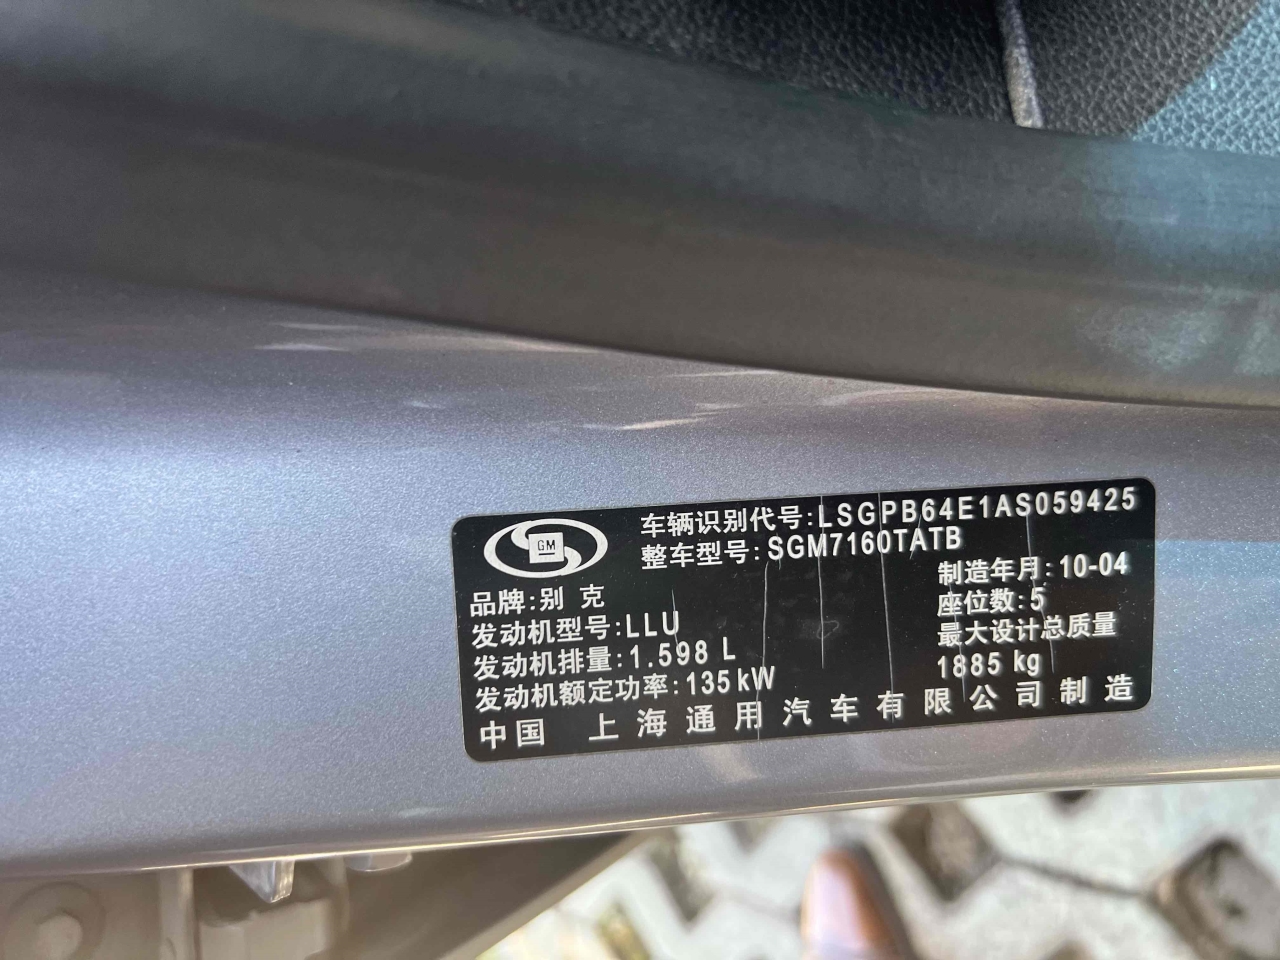 GM
车辆识别代号:LSGPB64E1AS059425
整车型号:SGM7160TATB
制造年月:10-04
品牌:别 克
座位数:5
发动机型号:LLU
最大设计总质量
发动机排量:1.598 L
1885 kg
发动机额定功率:135kW
中国 上海通用汽车有限公司制造